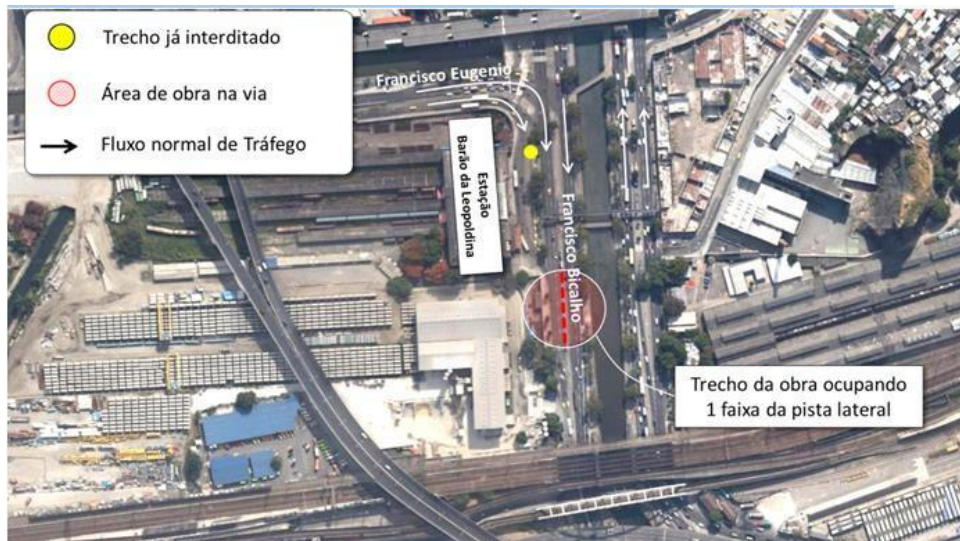 Trecho já interditado
Área de obra na via
Fluxo normal de Tráfego
Francisco Eugenio
Estação
Barão da Leopoldina
Francisco Bicalho
Trecho da obra ocupando
1 faixa da pista lateral